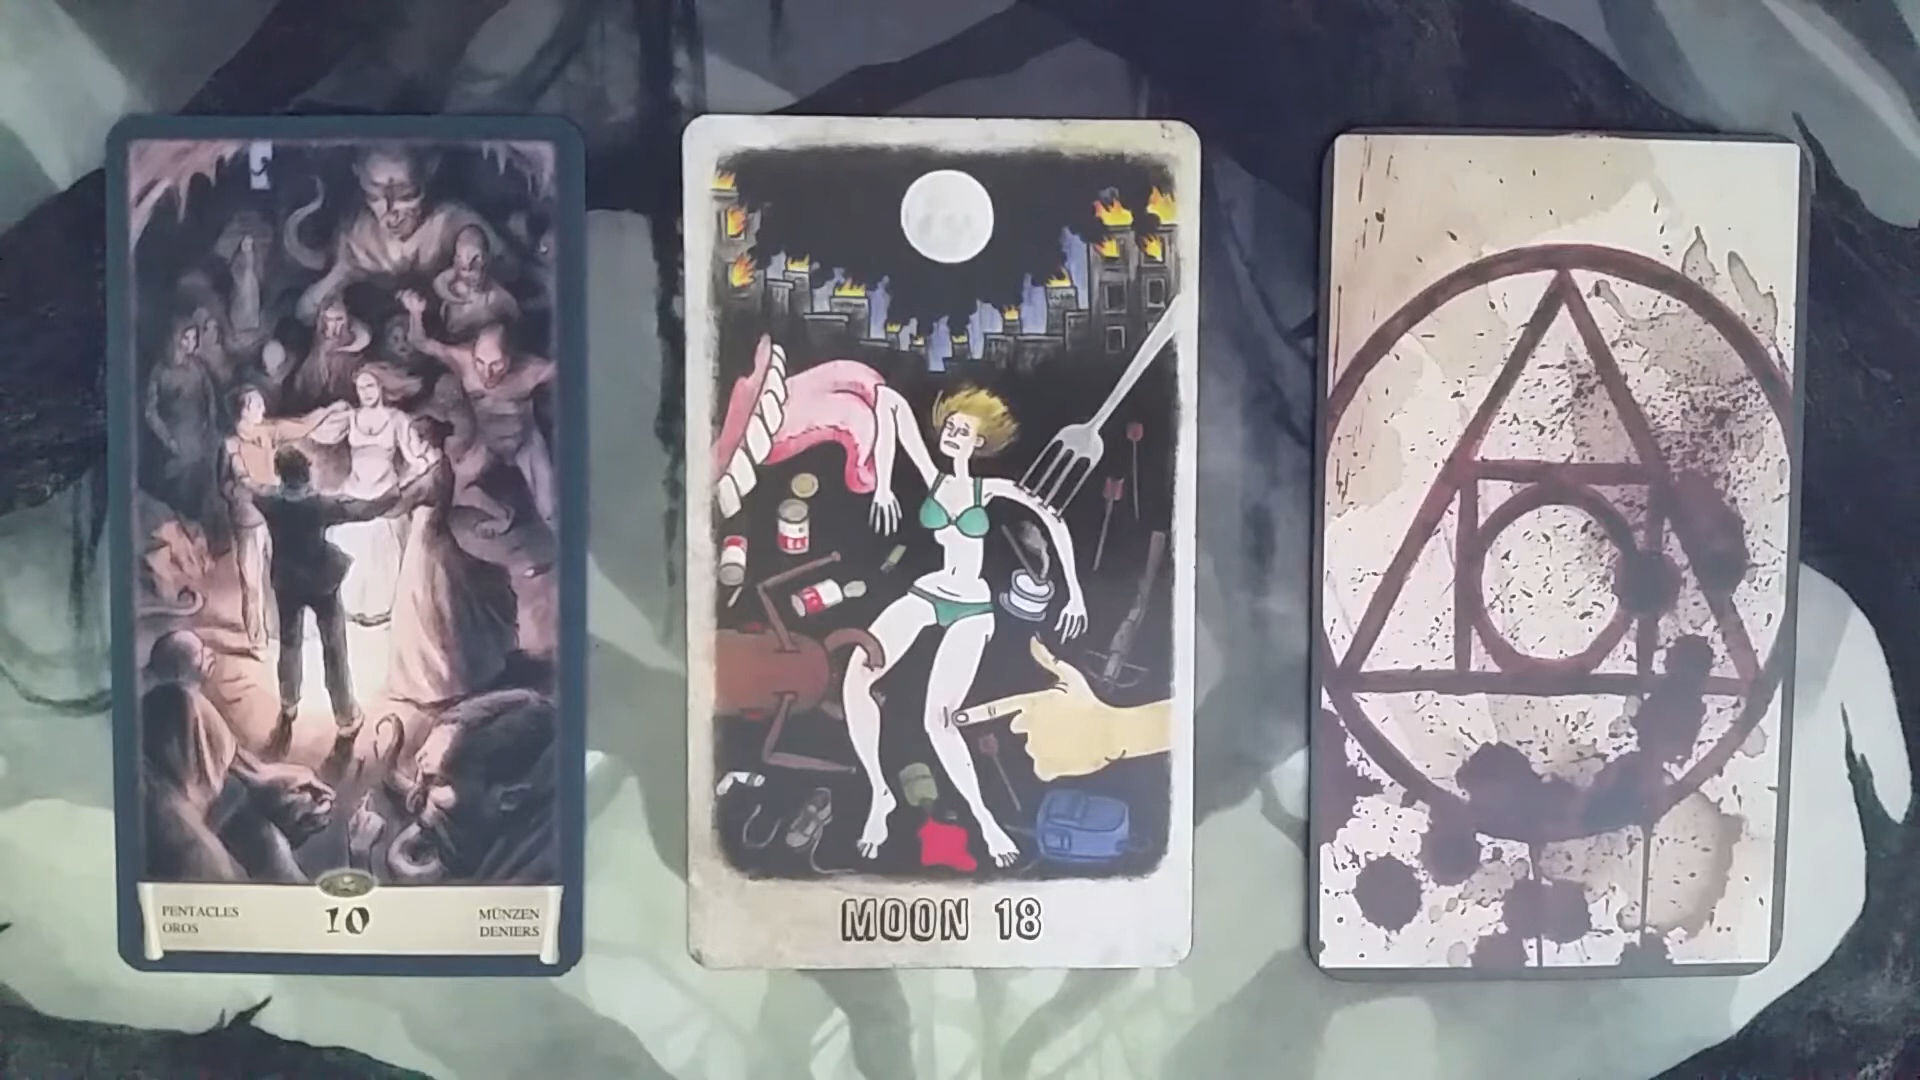 PENTACLES
OROS
10
MÜNZEN
DENIERS
MOON 18